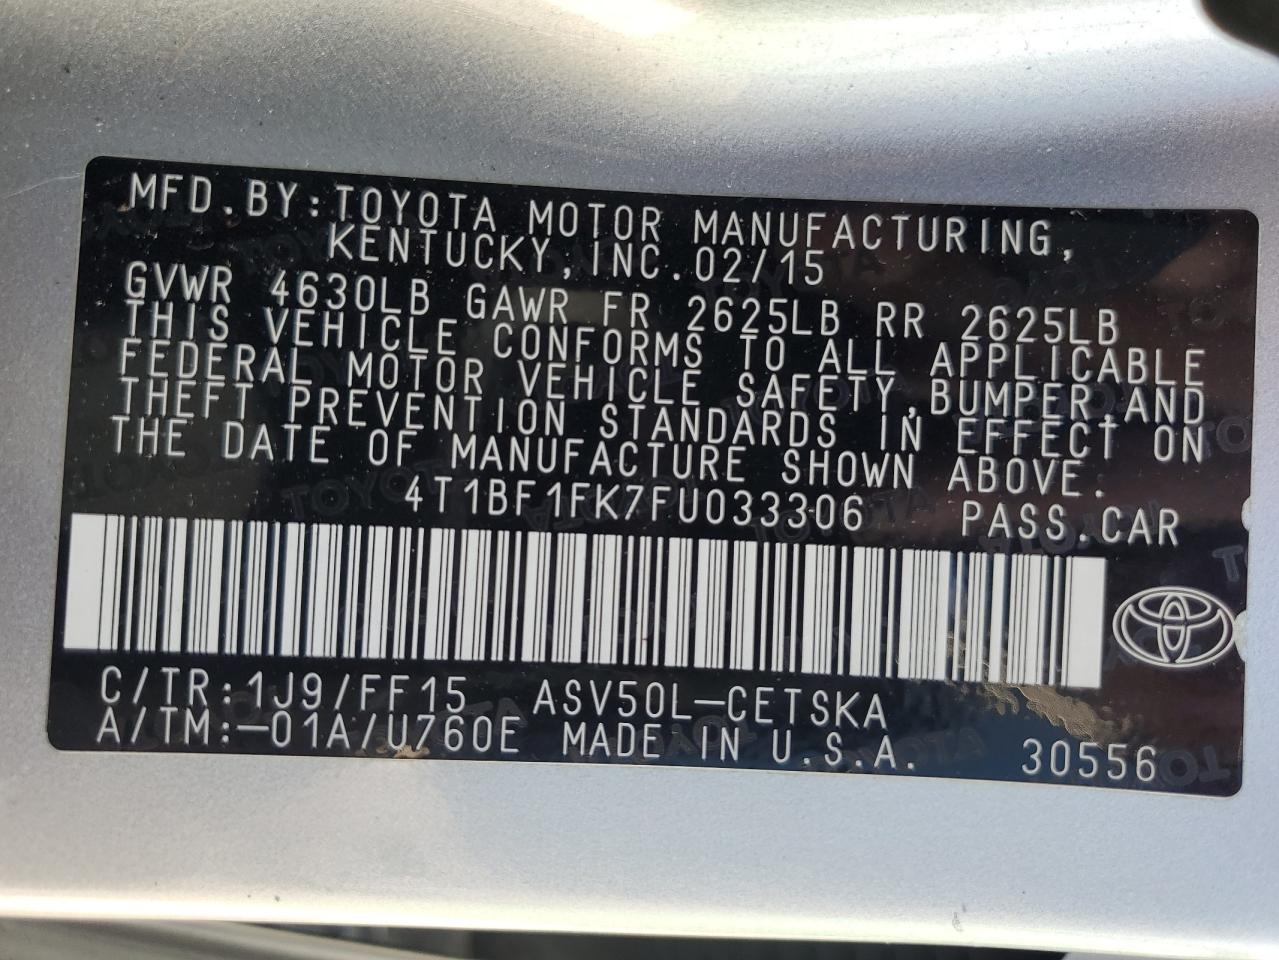 MFD.BY:TOYOTA MOTOR MANUFACTURING,
KENTUCKY,INC.02/15
GVWR 4630LB GAWR FR 2625LB RR 2625LB
THIS VEHICLE CONFORMS TO ALL APPLICABLE
FEDERAL MOTOR VEHICLE SAFETY,BUMPER,AND
THEFT PREVENTION STANDARDS IN EFFECT ON
THE DATE OF MANUFACTURE SHOWN ABOVE.
4T1BF1FK7FU033306 PASS.CAR
C/TR:1J9/FF15 ASV50L-CETSKA
A/TM:-01A/U760E MADE IN U.S.A. 30556